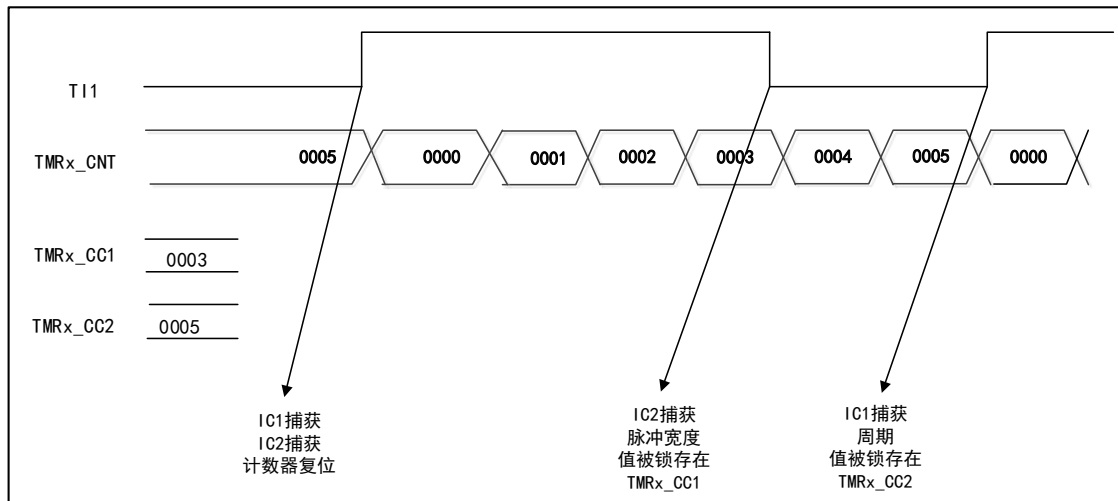 TI1
TMRx_CNT
0005 0000 0001 0002 0003 0004 0005 0000
TMRx_CC1
0003
TMRx_CC2
0005
IC1捕获
IC2捕获
计数器复位
IC2捕获
脉冲宽度
值被锁存在
TMRx_CC1
IC1捕获
周期
值被锁存在
TMRx_CC2